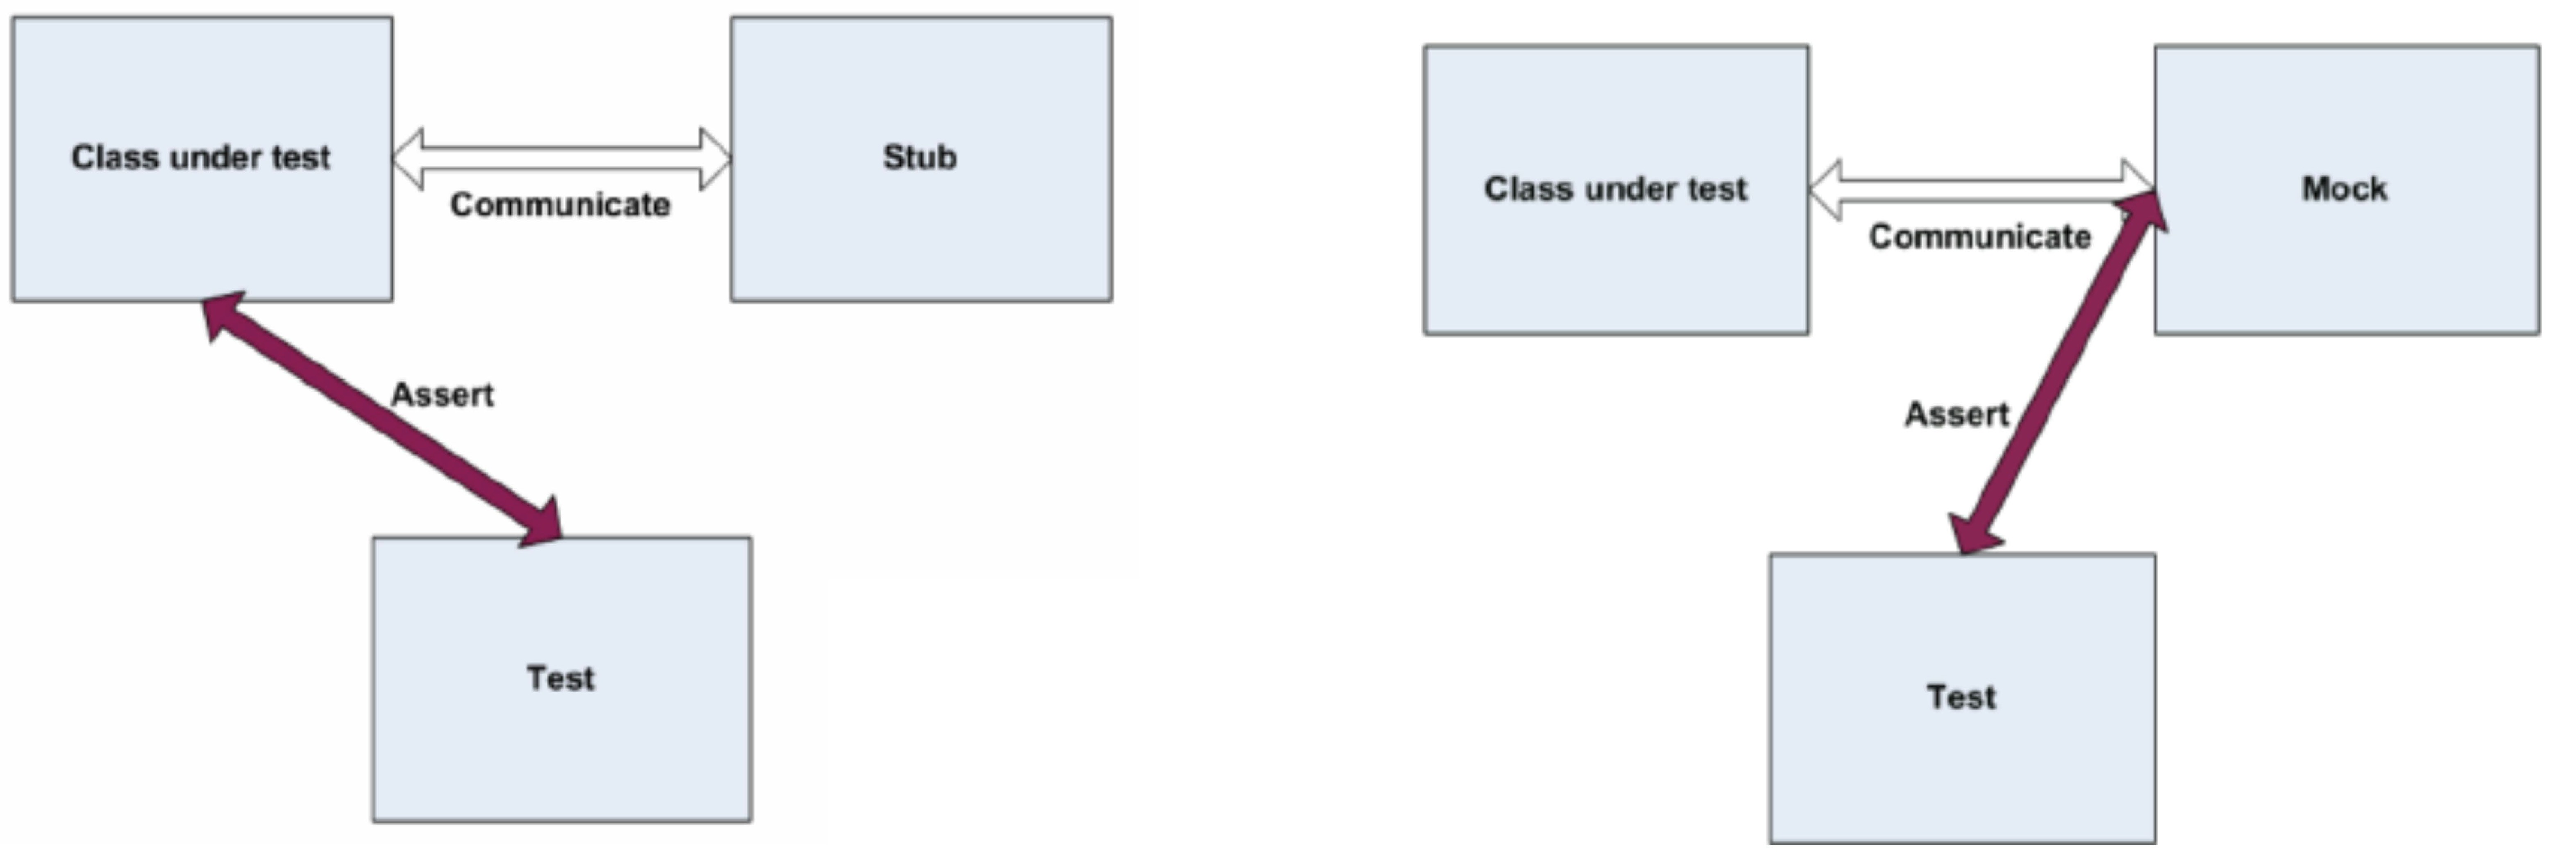 Class under test
Stub
Communicate
Assert
Test
Class under test
Mock
Communicate
Assert
Test